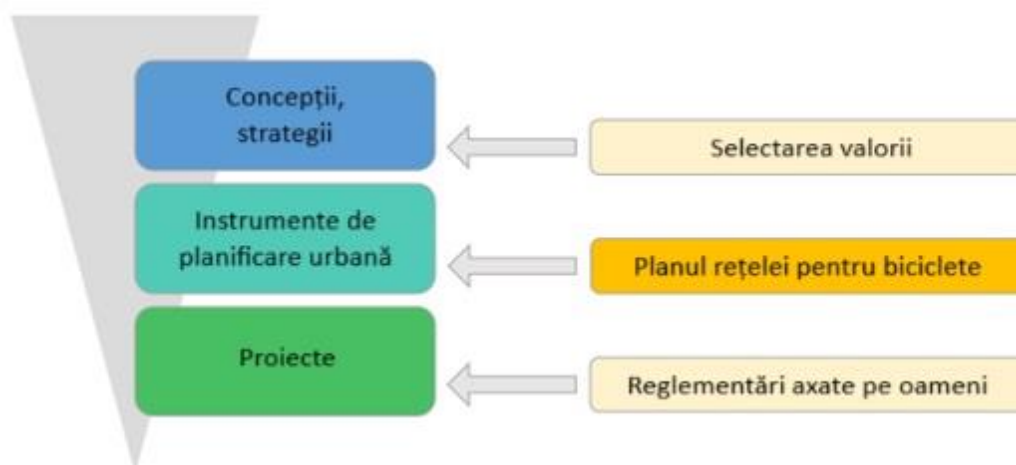 Concepții,
strategii
Selectarea valorii
Instrumente de
planificare urbană
Planul rețelei pentru biciclete
Proiecte
Reglementări axate pe oameni